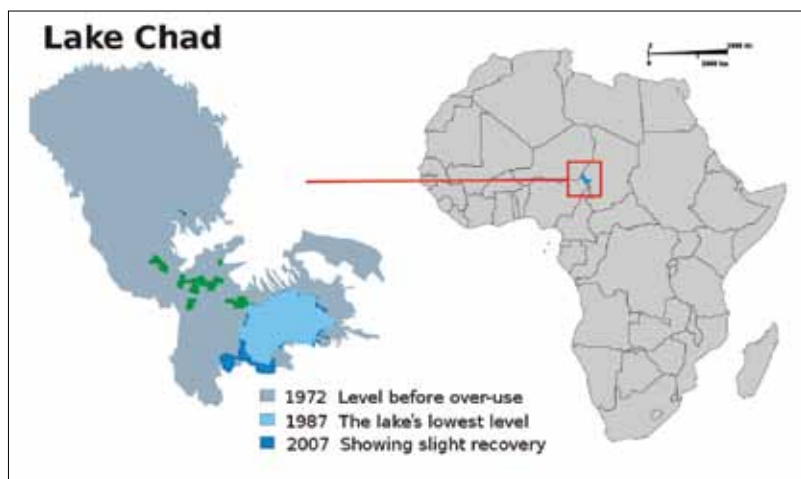 Lake Chad
1972 Level before over-use
1987 The lake's lowest level
2007 Showing slight recovery